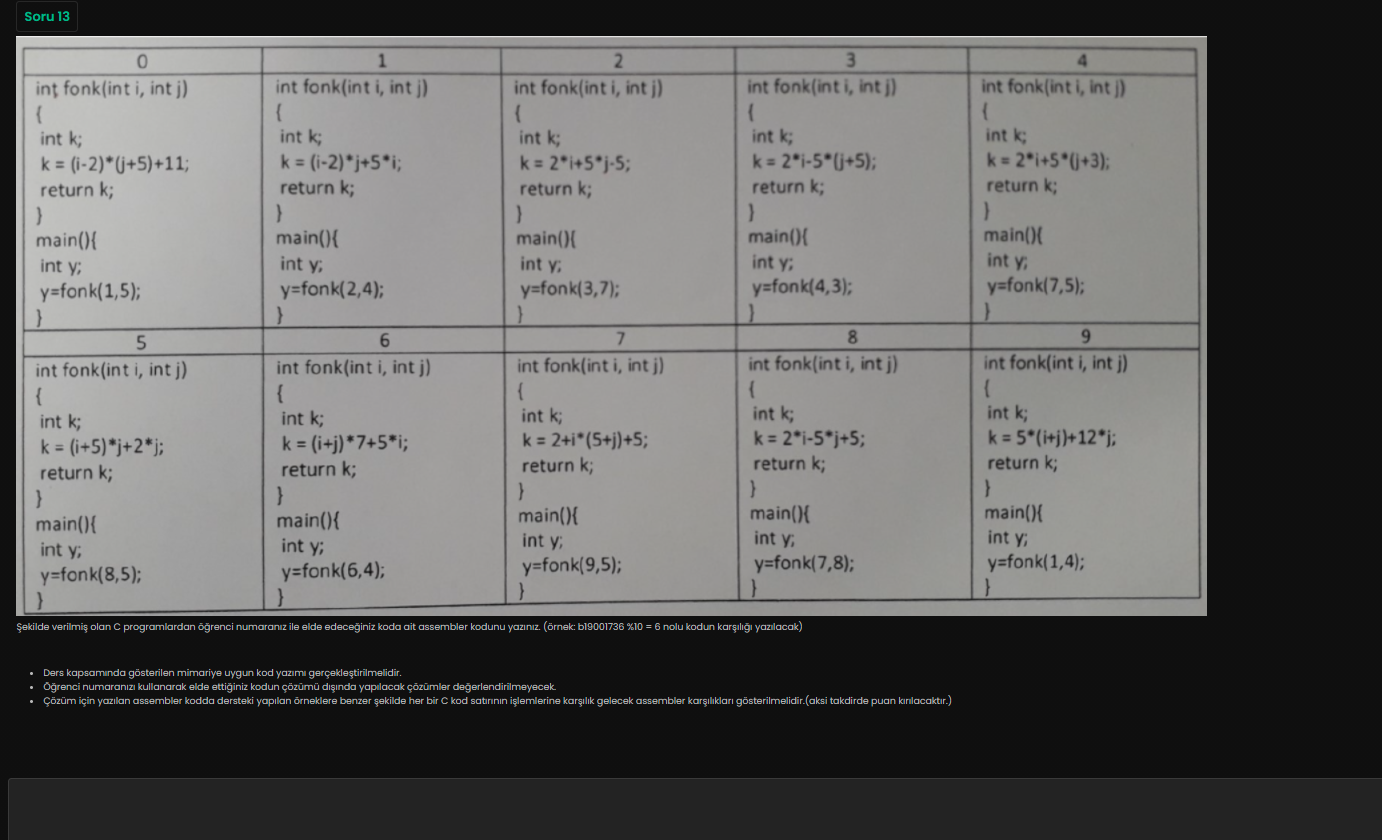 Soru 13
0 1 2 3 4
int fonk(int i, int j) int fonk(int i, int j) int fonk(int i, int j) int fonk(int i, int j) int fonk(int i, int j)
{ { { { {
int k; int k; int k; int k; int k;
k = (i-2)*(j+5)+11; k = (i-2)*j+5*i; k = 2*i+5*j-5; k = 2*i-5*(j+5); k = 2*i+5*(j+3);
return k; return k; return k; return k; return k;
} } } } }
main(){ main(){ main(){ main(){ main(){
int y; int y; int y; int y; int y;
y=fonk(1,5); y=fonk(2,4); y=fonk(3,7); y=fonk(4,3); y=fonk(7,5);
} } } } }
5 6 7 8 9
int fonk(int i, int j) int fonk(int i, int j) int fonk(int i, int j) int fonk(int i, int j) int fonk(int i, int j)
{ { { { {
int k; int k; int k; int k; int k;
k = (i+5)*j+2*j; k = (i+j)*7+5*i; k = 2+i*(5+j)+5; k = 2*i-5*j+5; k = 5*(i+j)+12*j;
return k; return k; return k; return k; return k;
} } } } }
main(){ main(){ main(){ main(){ main(){
int y; int y; int y; int y; int y;
y=fonk(8,5); y=fonk(6,4); y=fonk(9,5); y=fonk(7,8); y=fonk(1,4);
} } } } }
Şekilde verilmiş olan C programlardan öğrenci numaranız ile elde edeceğiniz koda ait assembler kodunu yazınız. (örnek: b19001736 %10 = 6 nolu kodun karşılığı yazılacak)
• Ders kapsamında gösterilen mimariye uygun kod yazımı gerçekleştirilmelidir.
• Öğrenci numaranızı kullanarak elde ettiğiniz kodun çözümü dışında yapılacak çözümler değerlendirilmeyecek.
• Çözüm için yazılan assembler kodda dersteki yapılan örneklere benzer şekilde her bir C kod satırının işlemlerine karşılık gelecek assembler karşılıkları gösterilmelidir.(aksi takdirde puan kırılacaktır.)